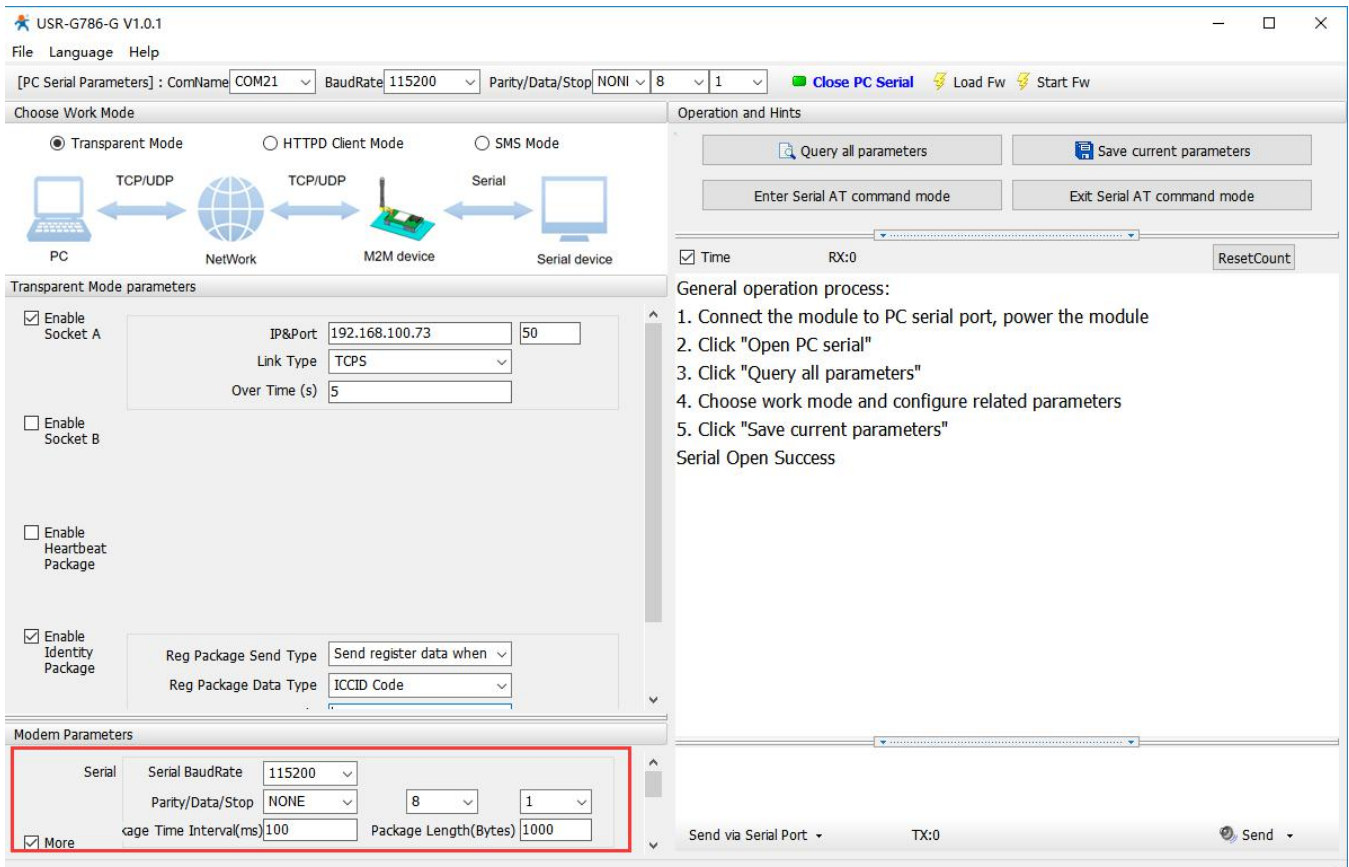 USR-G786-G V1.0.1
File Language Help
[PC Serial Parameters] : ComName COM21 BaudRate 115200 Parity/Data/Stop NONI 8 1 Close PC Serial Load Fw Start Fw
Choose Work Mode
Transparent Mode HTTPD Client Mode SMS Mode
TCP/UDP TCP/UDP Serial
PC NetWork M2M device Serial device
Transparent Mode parameters
Enable
Socket A
IP&Port 192.168.100.73 50
Link Type TCPS
Over Time (s) 5
Enable
Socket B
Enable
Heartbeat
Package
Enable
Identity
Package
Reg Package Send Type Send register data when
Reg Package Data Type ICCID Code
Modem Parameters
Serial Serial BaudRate 115200
Parity/Data/Stop NONE 8 1
kage Time Interval(ms) 100 Package Length(Bytes) 1000
More
Operation and Hints
Query all parameters Save current parameters
Enter Serial AT command mode Exit Serial AT command mode
Time RX:0 ResetCount
General operation process:
1. Connect the module to PC serial port, power the module
2. Click "Open PC serial"
3. Click "Query all parameters"
4. Choose work mode and configure related parameters
5. Click "Save current parameters"
Serial Open Success
Send via Serial Port TX:0 Send